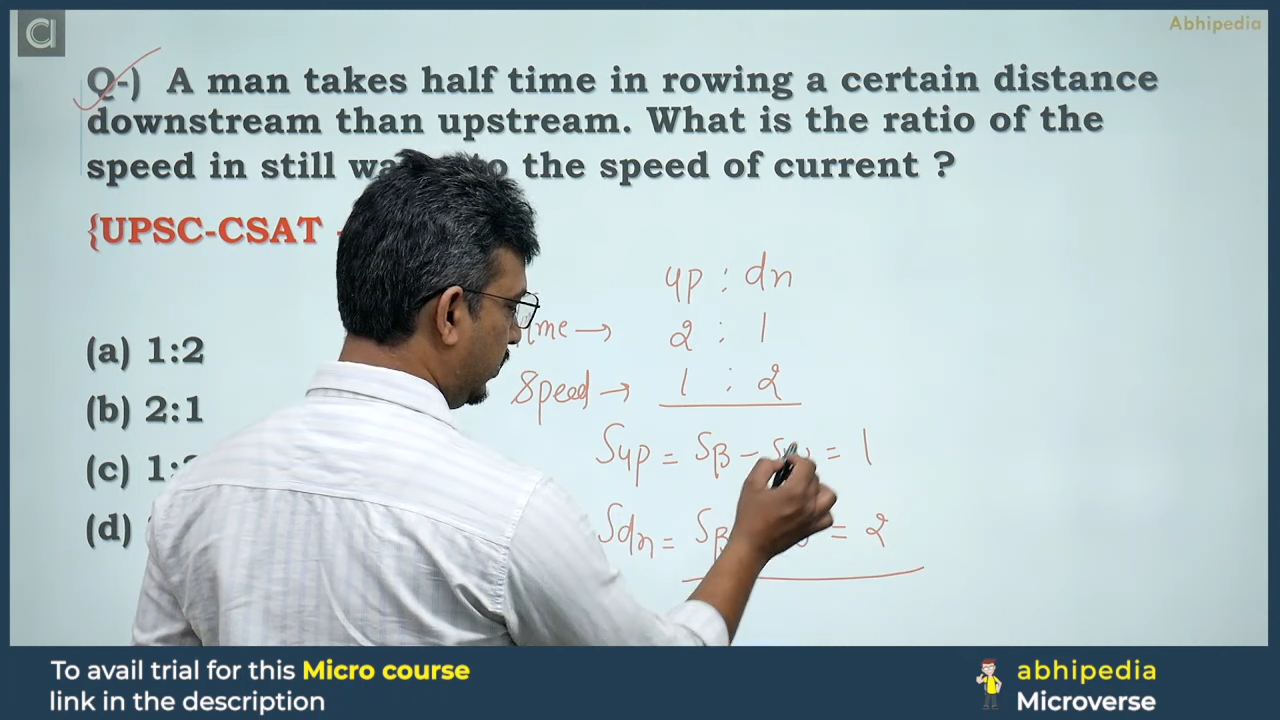 Abhipedia
Q-) A man takes half time in rowing a certain distance
downstream than upstream. What is the ratio of the
speed in still to the speed of current ?
{UPSC-CSAT
up : dn
→ 2 : 1
(a) 1:2
Speed → 1 : 2
(b) 2:1
Sup = SB - = 1
(c)
(d)
Sdn = = 2
To avail trial for this Micro course
link in the description
abhipedia
Microverse